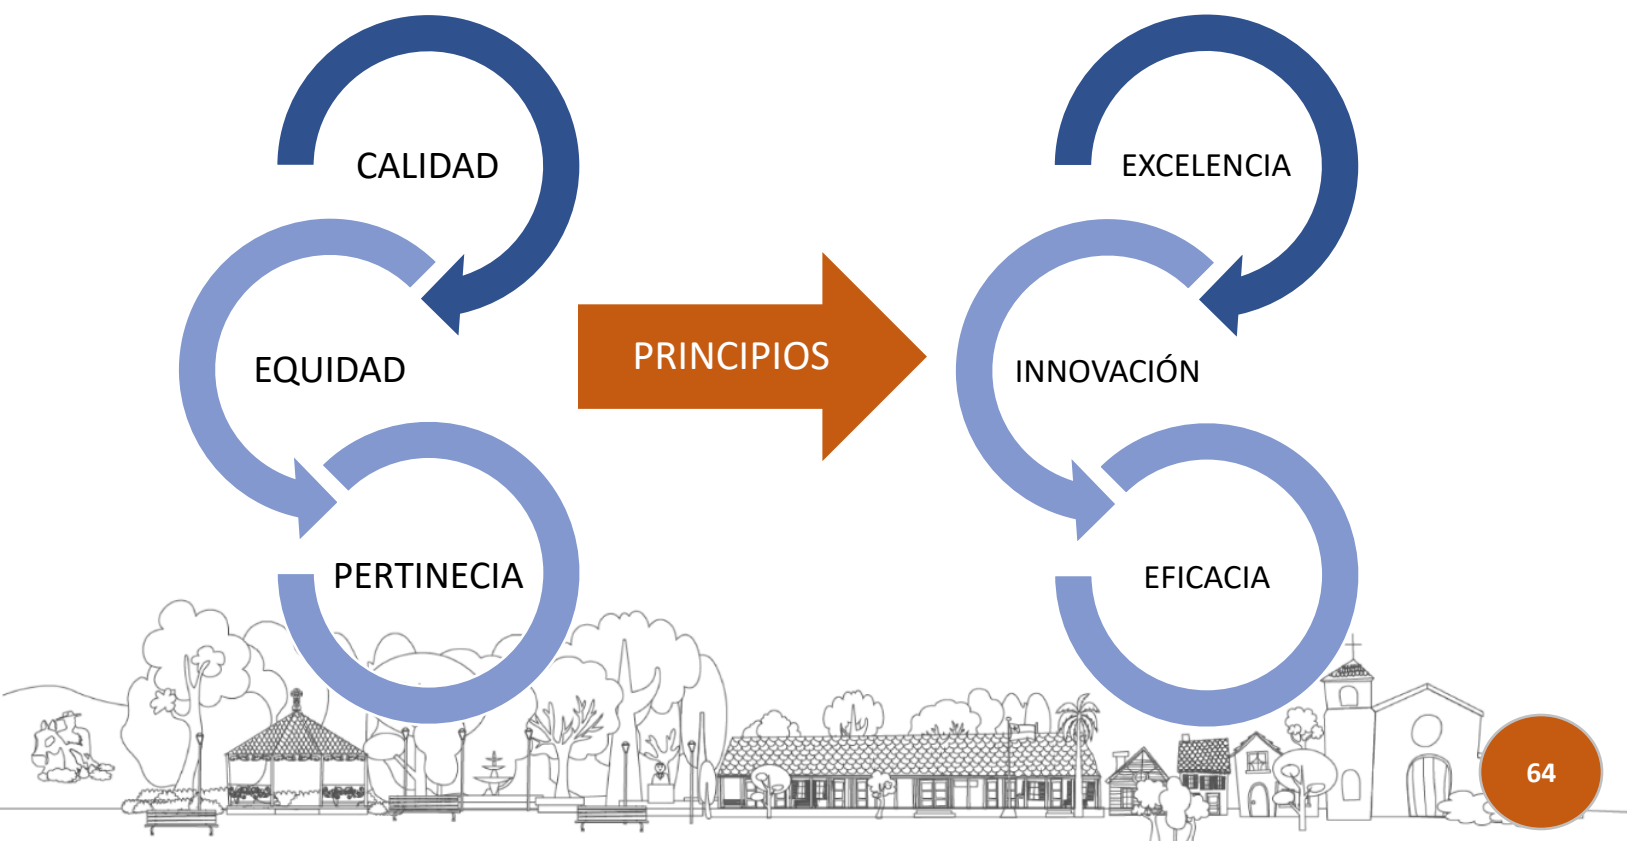 CALIDAD
EQUIDAD
PERTINECIA
PRINCIPIOS
EXCELENCIA
INNOVACIÓN
EFICACIA
64